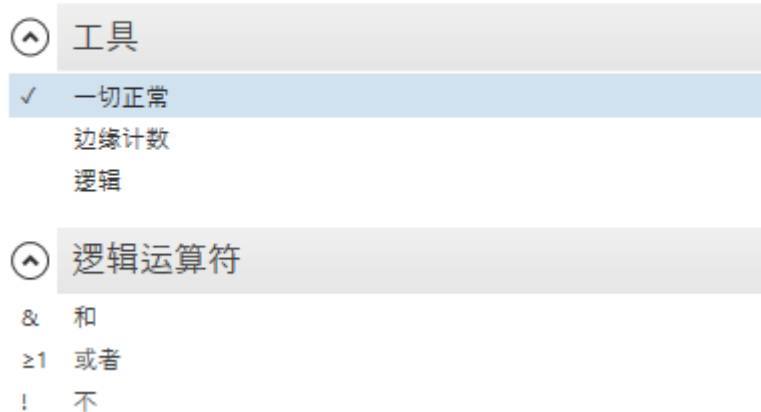 工具
✓ 一切正常
边缘计数
逻辑
逻辑运算符
& 和
≥1 或者
! 不